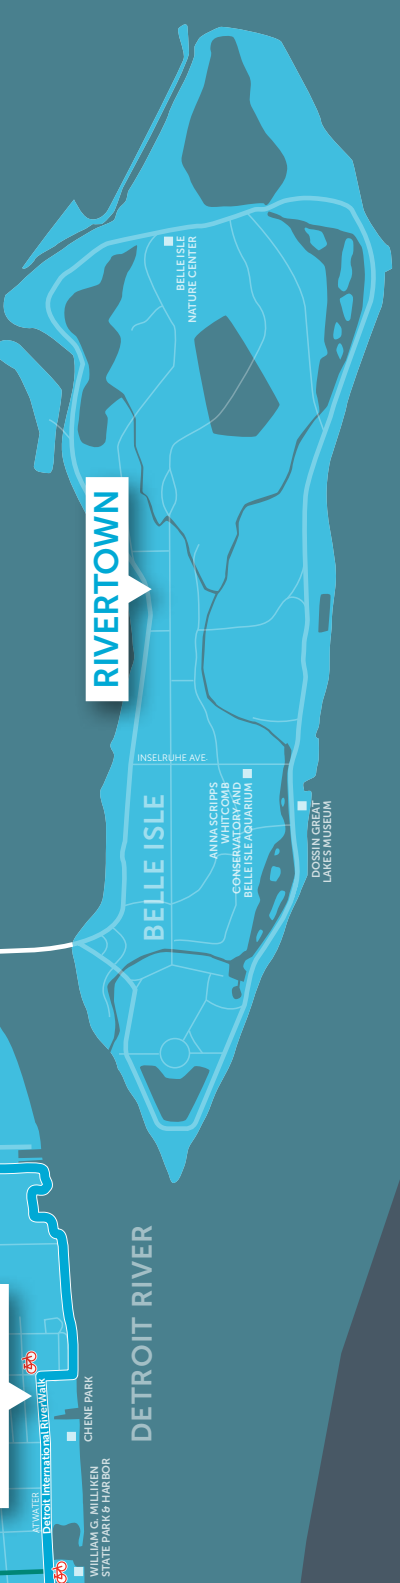 BELLE ISLE
NATURE CENTER
RIVERTOWN
INSELRUHE AVE.
BELLE ISLE
ANNA SCRIPPS
WHITCOMB
CONSERVATORY AND
BELLE ISLE AQUARIUM
DOSSIN GREAT
LAKES MUSEUM
DETROIT RIVER
CHENE PARK
ATWATER
Detroit International RiverWalk
WILLIAM G. MILLIKEN
STATE PARK & HARBOR